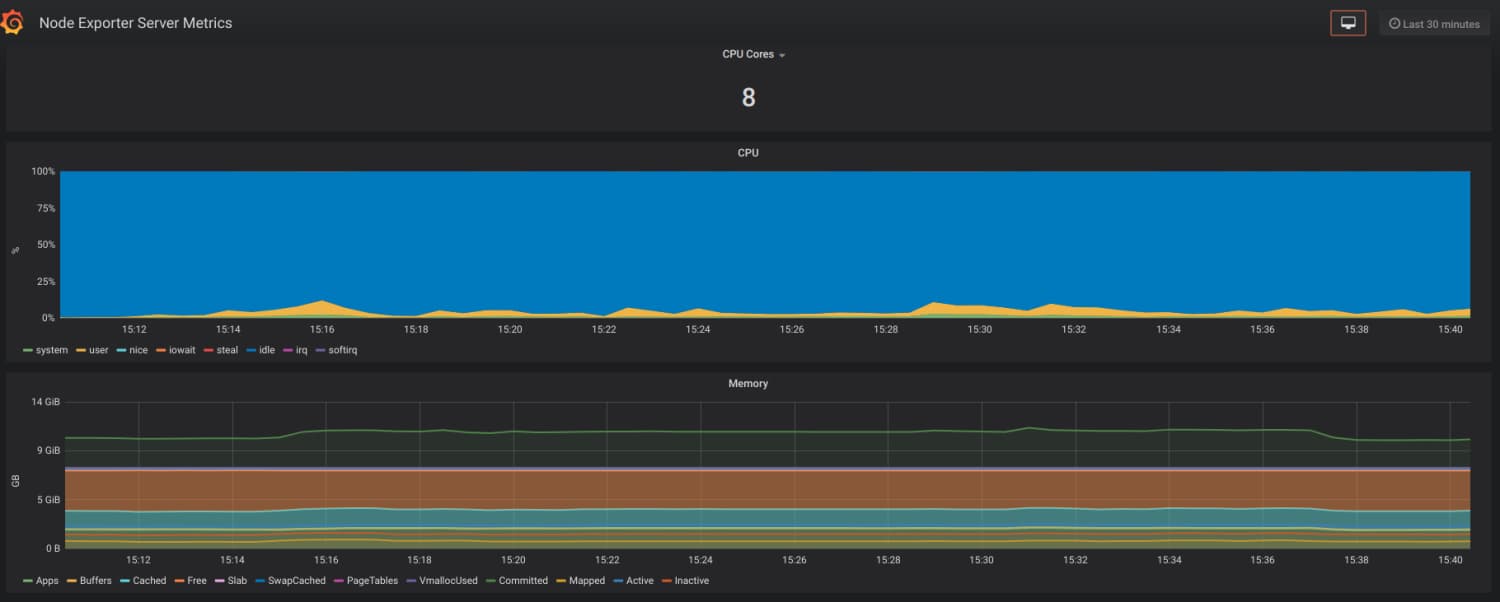 Node Exporter Server Metrics
Last 30 minutes
CPU Cores
8
CPU
100%
75%
50%
25%
0%
%
15:12 15:14 15:16 15:18 15:20 15:22 15:24 15:26 15:28 15:30 15:32 15:34 15:36 15:38 15:40
system user nice iowait steal idle irq softirq
Memory
14 GiB
9 GiB
5 GiB
0 B
GB
15:12 15:14 15:16 15:18 15:20 15:22 15:24 15:26 15:28 15:30 15:32 15:34 15:36 15:38 15:40
Apps Buffers Cached Free Slab SwapCached PageTables VmallocUsed Committed Mapped Active Inactive